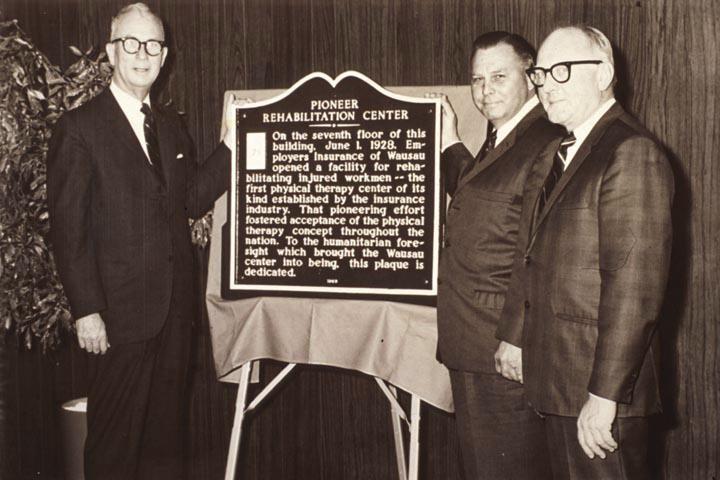 PIONEER
REHABILITATION CENTER
On the seventh floor of this
building, June 1, 1928, Em-
ployers Insurance of Wausau
opened a facility for reha-
bilitating injured workmen -- the
first physical therapy center of its
kind established by the insurance
industry. That pioneering effort
fostered acceptance of the physical
therapy concept throughout the
nation. To the humanitarian fore-
sight which brought the Wausau
center into being, this plaque is
dedicated.